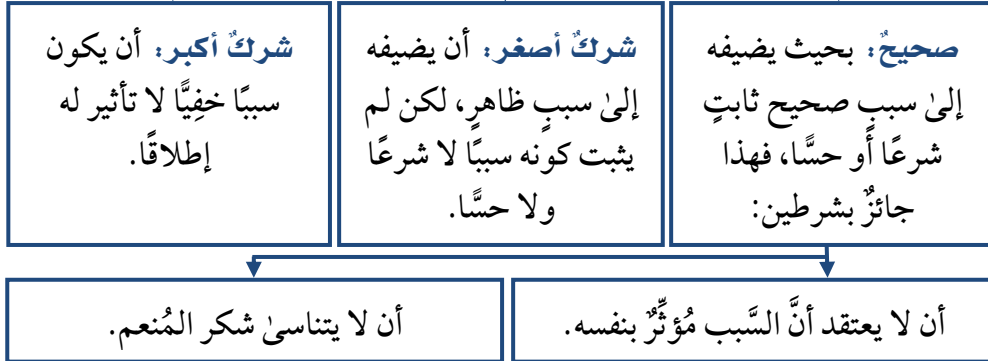 صحيحٌ: بحيث يضيفه
إلىٰ سببٍ صحيح ثابتٍ
شرعًا أو حسًّا، فهذا
جائزٌ بشرطين:
شركٌ أصغر: أن يضيفه
إلىٰ سببٍ ظاهرٍ، لكن لم
يثبت كونه سببًا لا شرعًا
ولا حسًّا.
شركٌ أكبر: أن يكون
سببًا خفِيًّا لا تأثير له
إطلاقًا.
أن لا يعتقد أنَّ السَّبب مُؤثِّرٌ بنفسه.
أن لا يتناسىٰ شكر المُنعم.